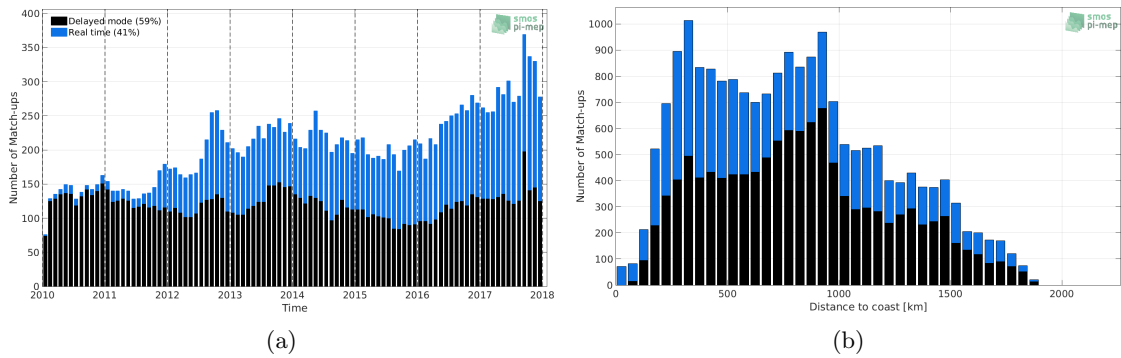 400
350
300
250
200
150
100
50
0
Number of Match-ups
Delayed mode (59%)
Real time (41%)
smos
pi-mep
2010 2011 2012 2013 2014 2015 2016 2017 2018
Time
(a)
1000
900
800
700
600
500
400
300
200
100
0
Number of Match-ups
smos
pi-mep
0 500 1000 1500 2000
Distance to coast [km]
(b)